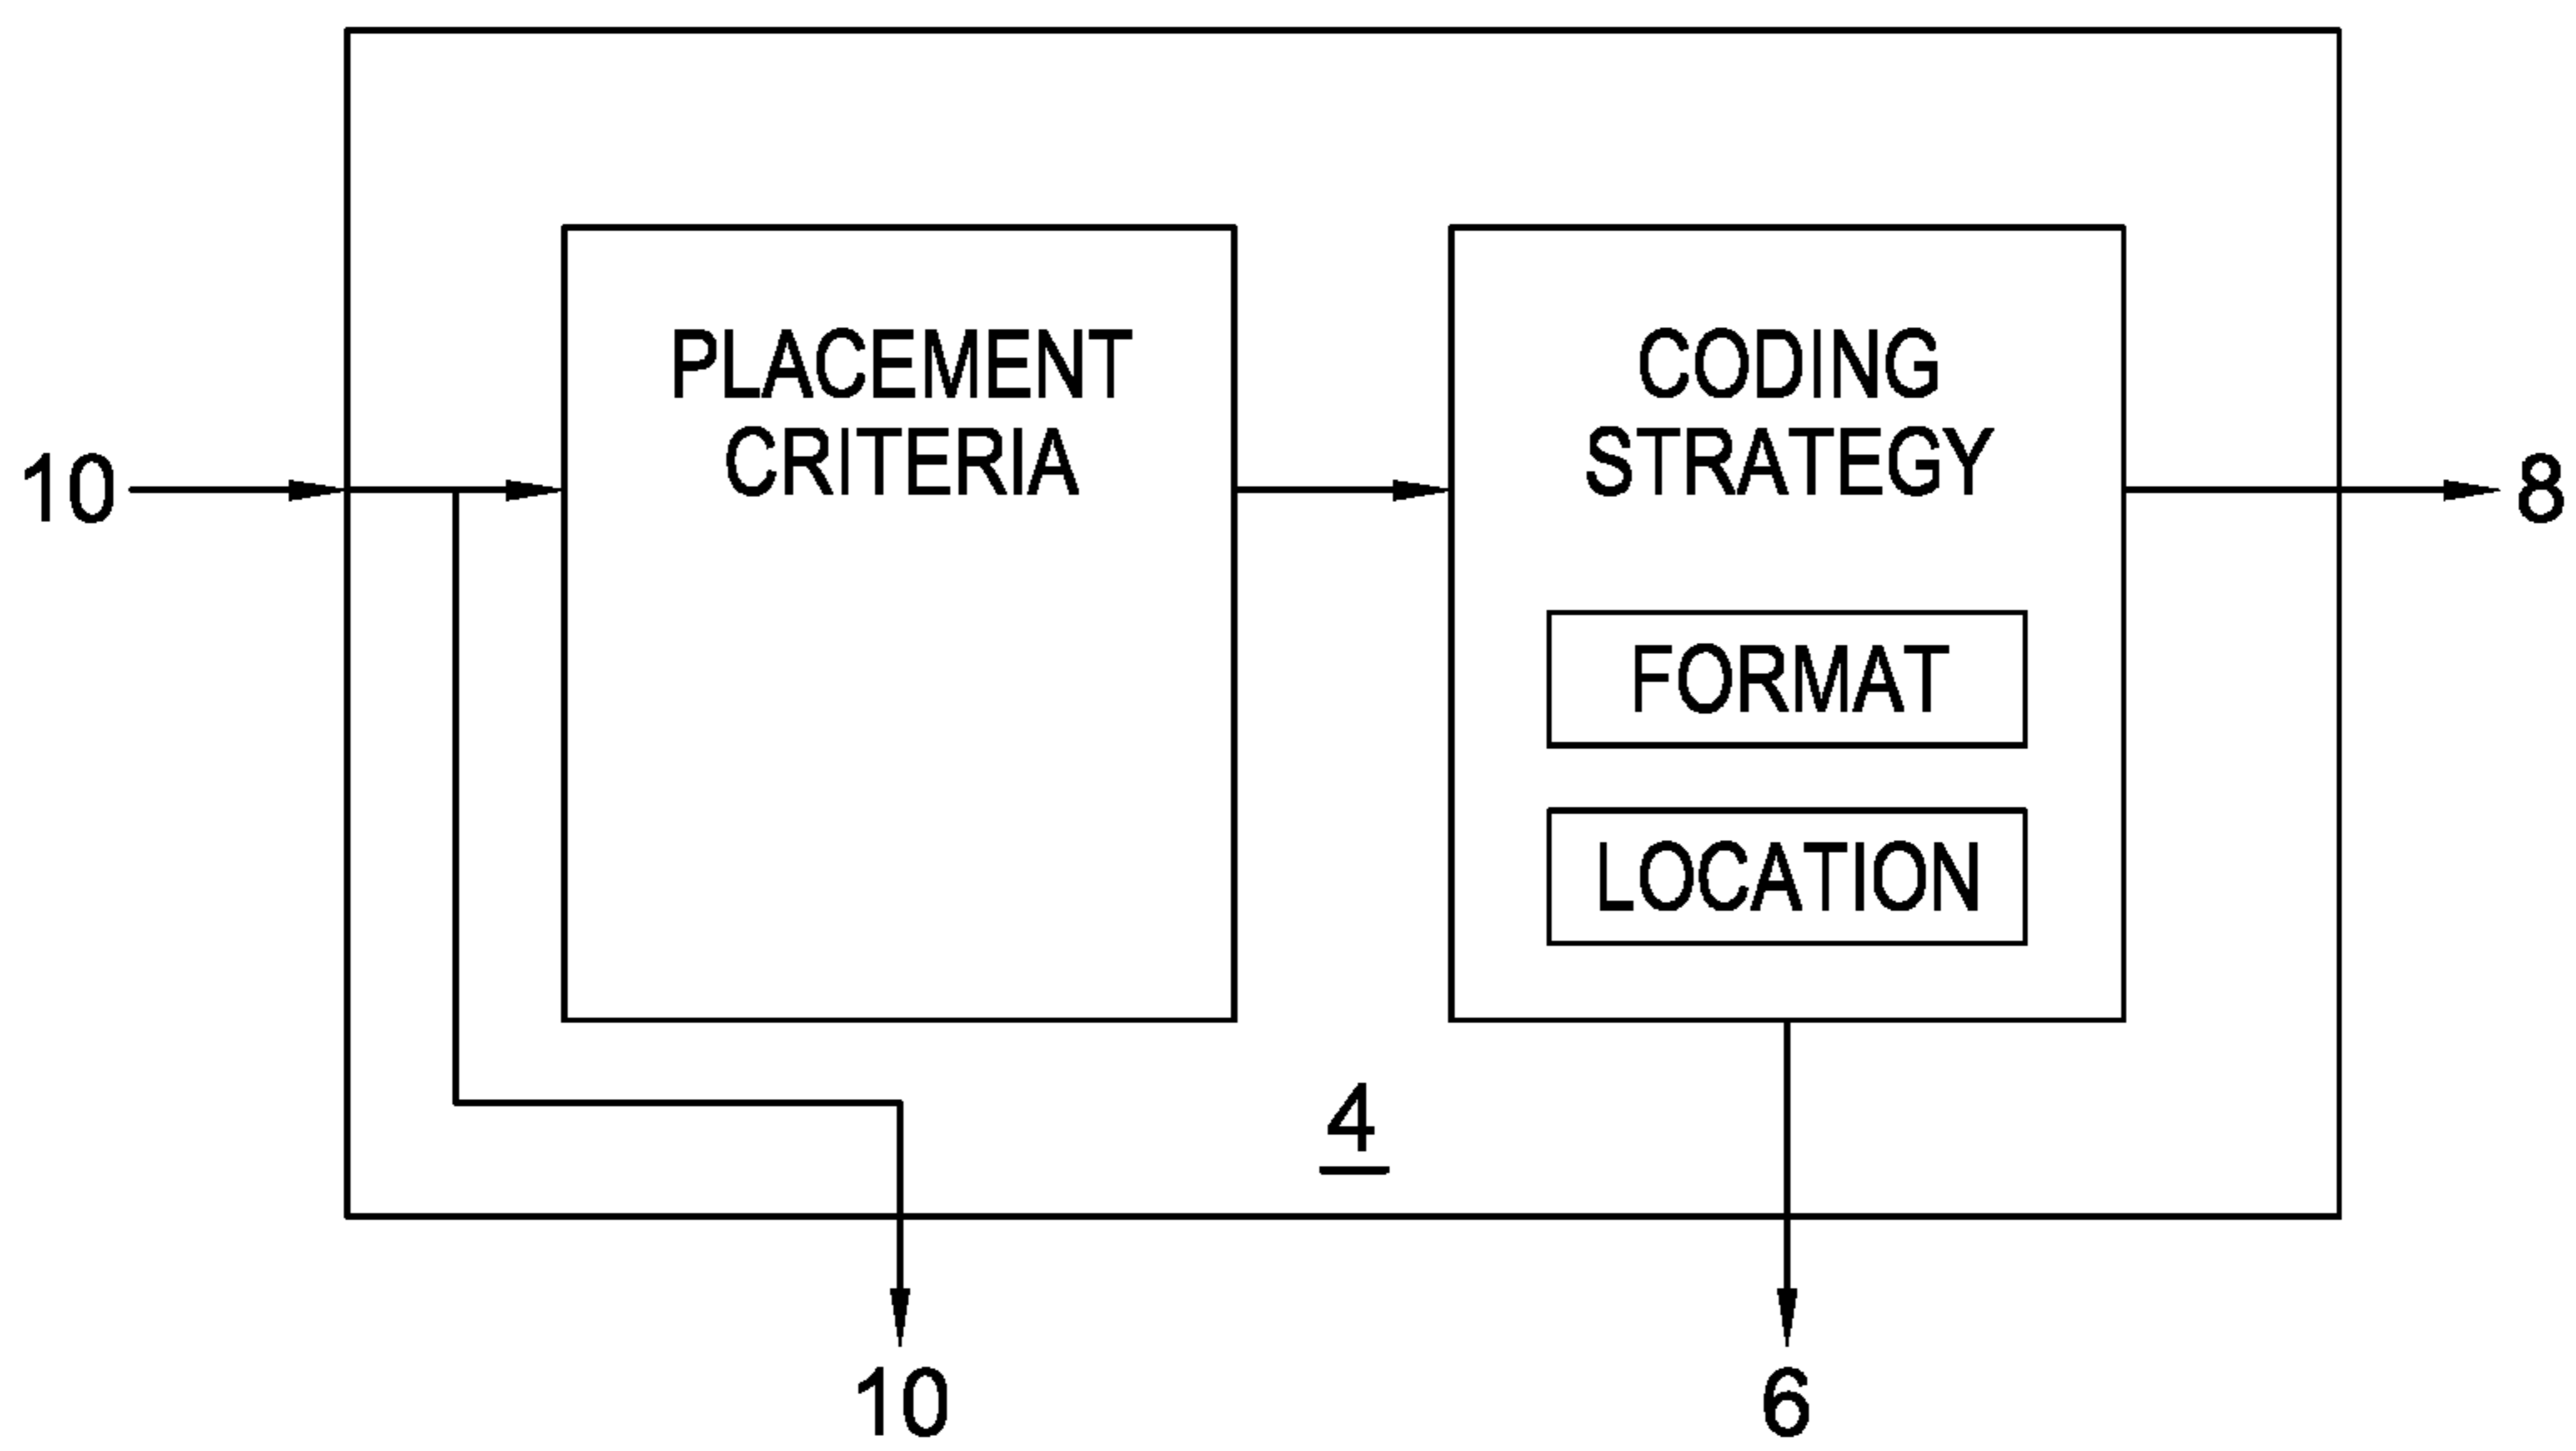 PLACEMENT
CRITERIA
CODING
STRATEGY
10
8
FORMAT
LOCATION
4
10
6